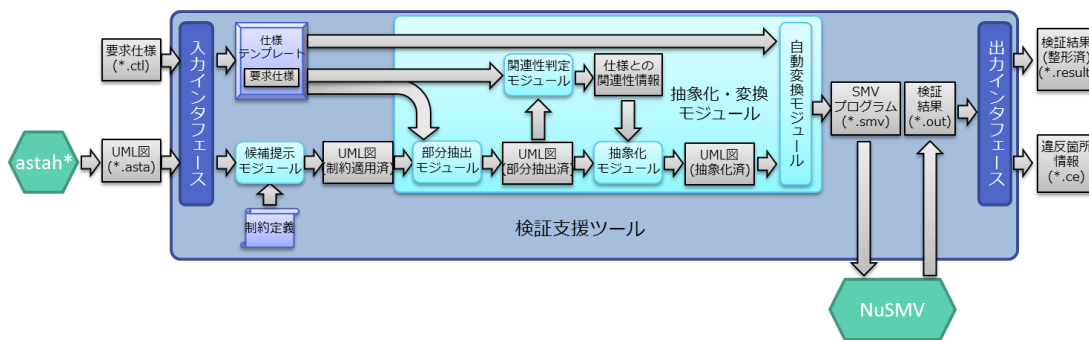 要求仕様
(*.ctl)
astah*
UML図
(*.asta)
入力インタフェース
仕様
テンプレート
要求仕様
候補提示
モジュール
制約定義
UML図
[制約適用済]
部分抽出
モジュール
関連性判定
モジュール
仕様との
関連性情報
UML図
[部分抽出済]
抽象化
モジュール
UML図
(抽象化済)
抽象化・変換
モジュール
自動変換モジュール
SMV
プログラム
(*.smv)
検証
結果
(*.out)
出力インタフェース
検証結果
(整形済)
(*.result)
違反箇所
情報
(*.ce)
検証支援ツール
NuSMV